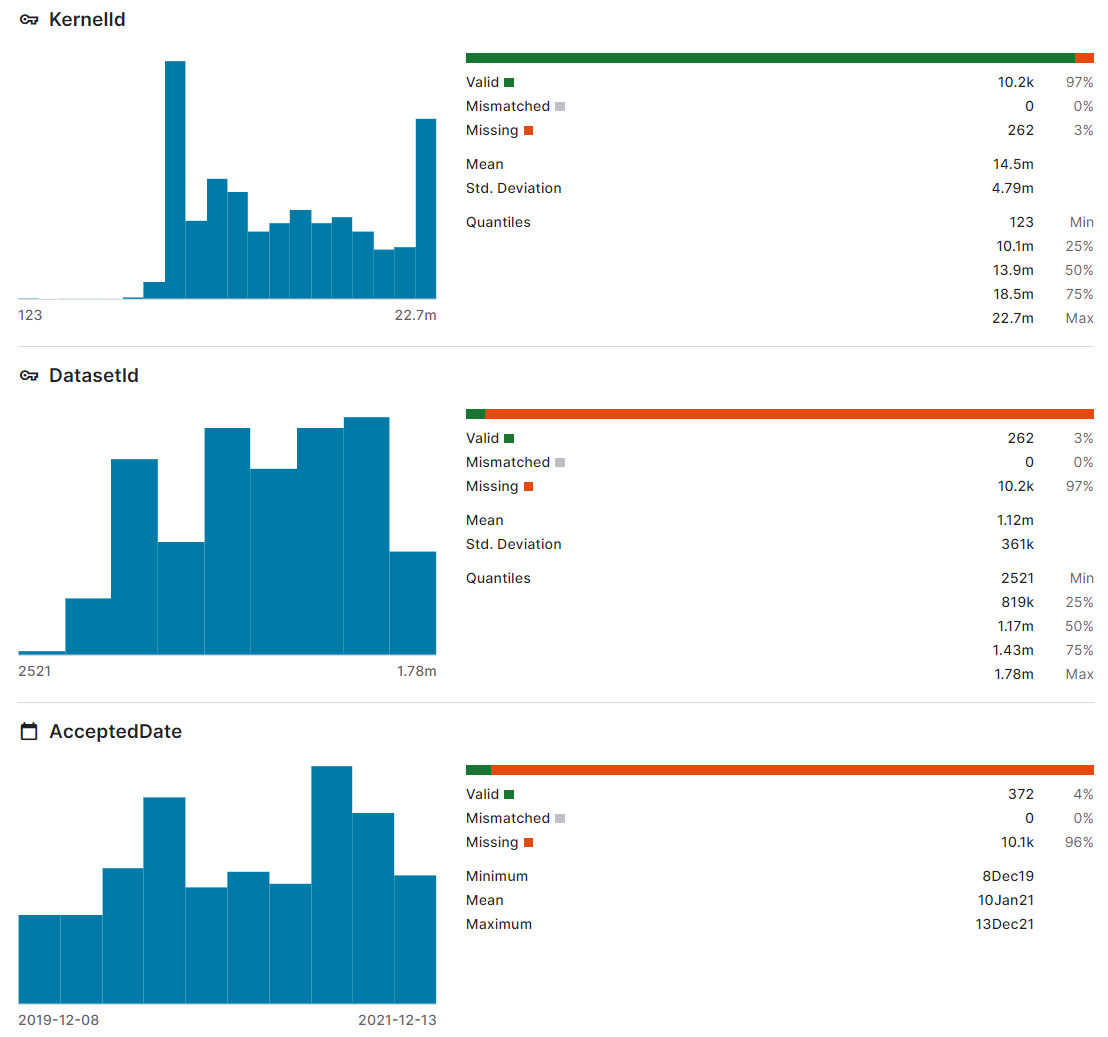 KernelId
Valid 10.2k 97%
Mismatched 0 0%
Missing 262 3%
Mean 14.5m
Std. Deviation 4.79m
Quantiles 123 Min
10.1m 25%
13.9m 50%
18.5m 75%
22.7m Max
123 22.7m
DatasetId
Valid 262 3%
Mismatched 0 0%
Missing 10.2k 97%
Mean 1.12m
Std. Deviation 361k
Quantiles 2521 Min
819k 25%
1.17m 50%
1.43m 75%
1.78m Max
2521 1.78m
AcceptedDate
Valid 372 4%
Mismatched 0 0%
Missing 10.1k 96%
Minimum 8Dec19
Mean 10Jan21
Maximum 13Dec21
2019-12-08 2021-12-13